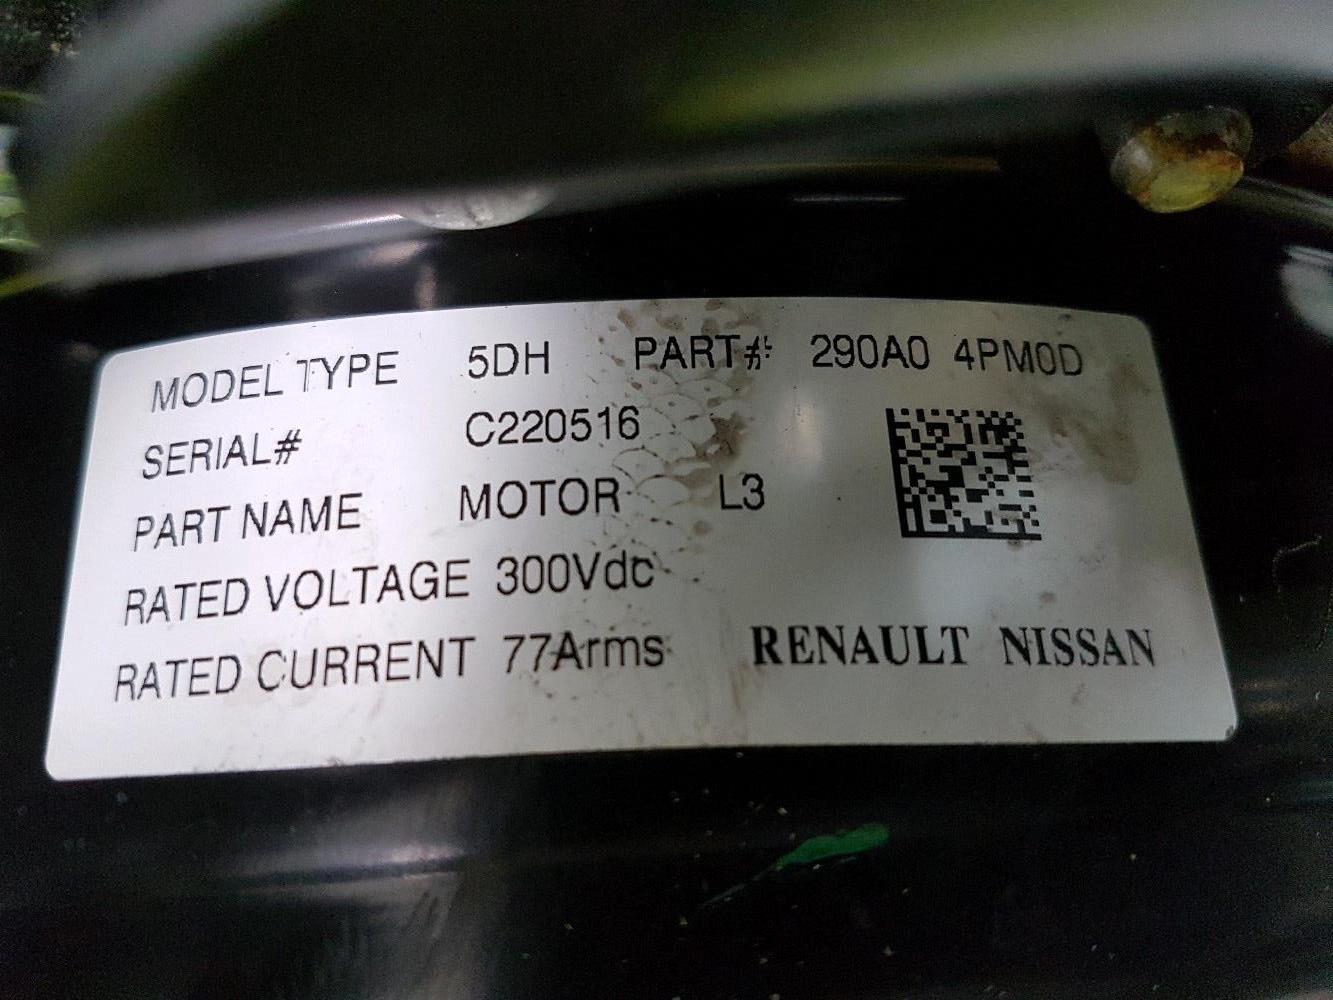 MODEL TYPE 5DH PART# 290A0 4PM0D
SERIAL# C220516
PART NAME MOTOR L3
RATED VOLTAGE 300Vdc
RATED CURRENT 77Arms RENAULT NISSAN